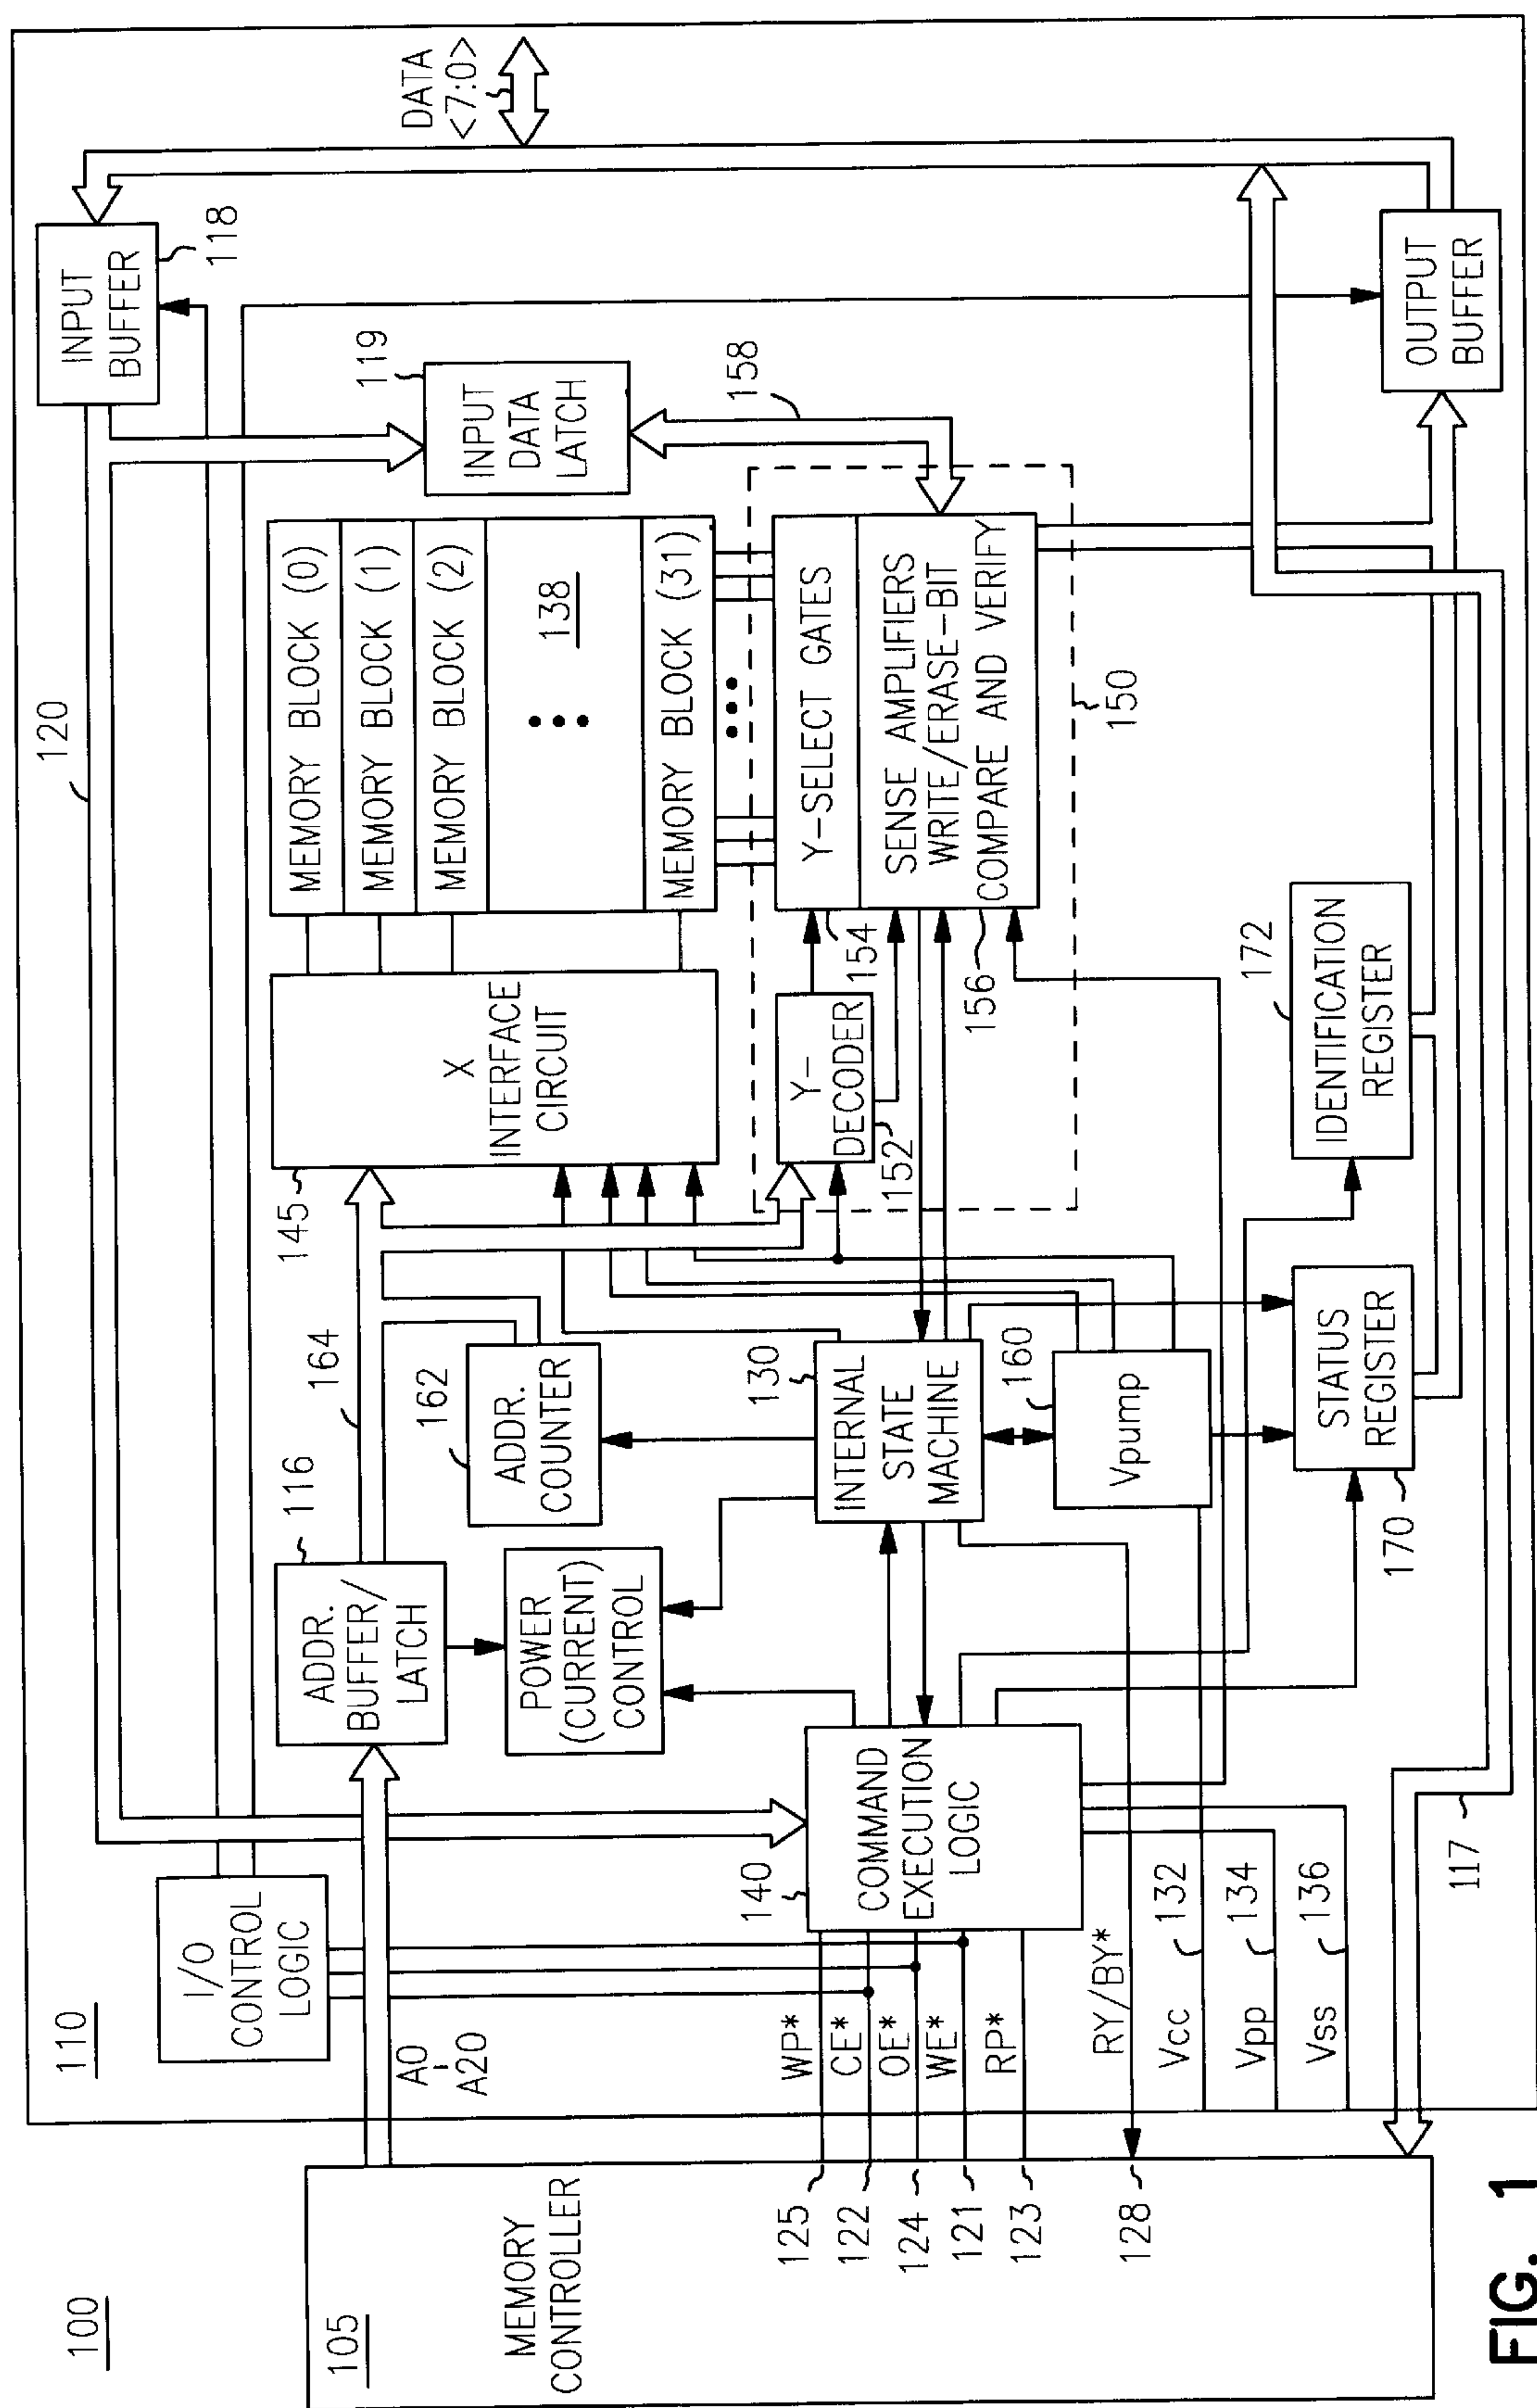 100
105
MEMORY
CONTROLLER
110
I/O
CONTROL
LOGIC
A0
A20
WP*
CE*
OE*
WE*
RP*
RY/BY*
Vcc
Vpp
Vss
125
122
124
121
123
128
132
134
136
117
140
COMMAND
EXECUTION
LOGIC
116
ADDR.
BUFFER/
LATCH
POWER
(CURRENT)
CONTROL
164
162
ADDR.
COUNTER
130
INTERNAL
STATE
MACHINE
160
Vpump
170
STATUS
REGISTER
172
IDENTIFICATION
REGISTER
145
X
INTERFACE
CIRCUIT
120
MEMORY BLOCK (0)
MEMORY BLOCK (1)
MEMORY BLOCK (2)
138
MEMORY BLOCK (31)
152
Y-
DECODER
154
Y-SELECT GATES
156
SENSE AMPLIFIERS
WRITE/ERASE-BIT
COMPARE AND VERIFY
150
158
119
INPUT
DATA
LATCH
INPUT
BUFFER
118
DATA
<7:0>
OUTPUT
BUFFER
FIG. 1